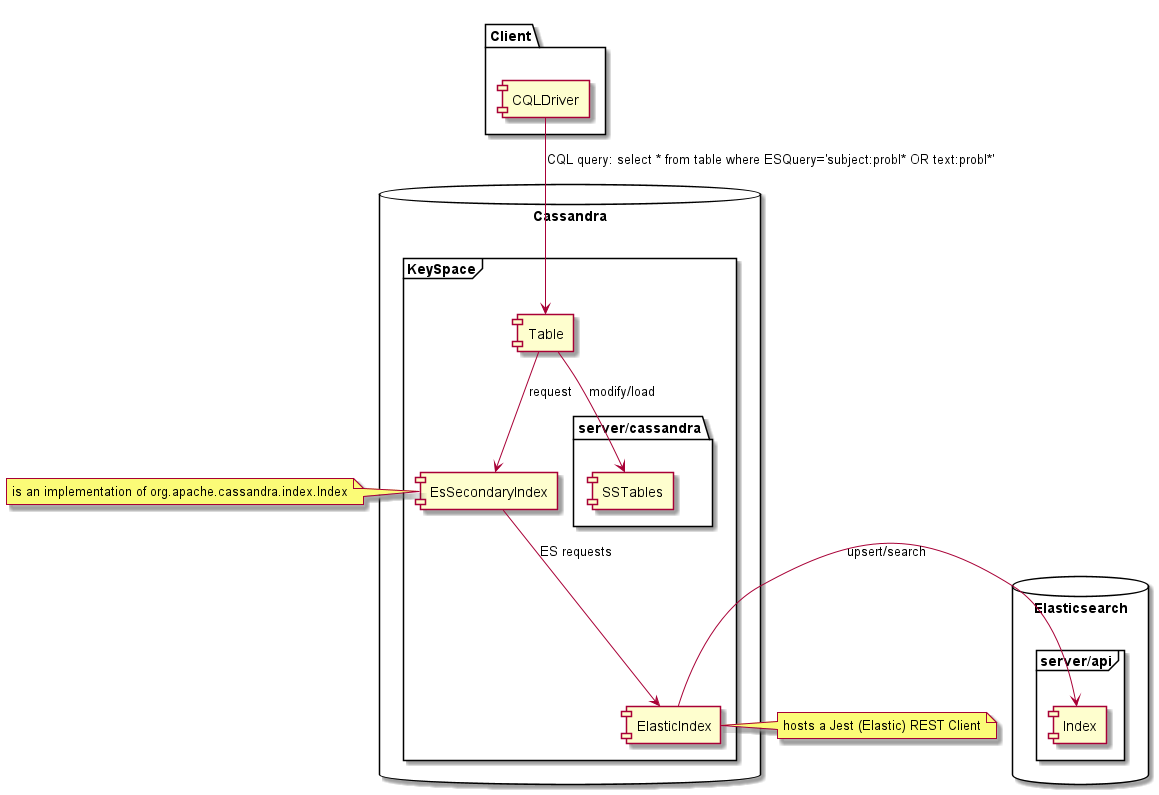 Client
CQLDriver
CQL query: select * from table where ESQuery='subject:probl* OR text:probl*'
Cassandra
KeySpace
Table
request
modify/load
server/cassandra
is an implementation of org.apache.cassandra.index.Index
EsSecondaryIndex
SSTables
ES requests
upsert/search
Elasticsearch
server/api
ElasticIndex
hosts a Jest (Elastic) REST Client
Index